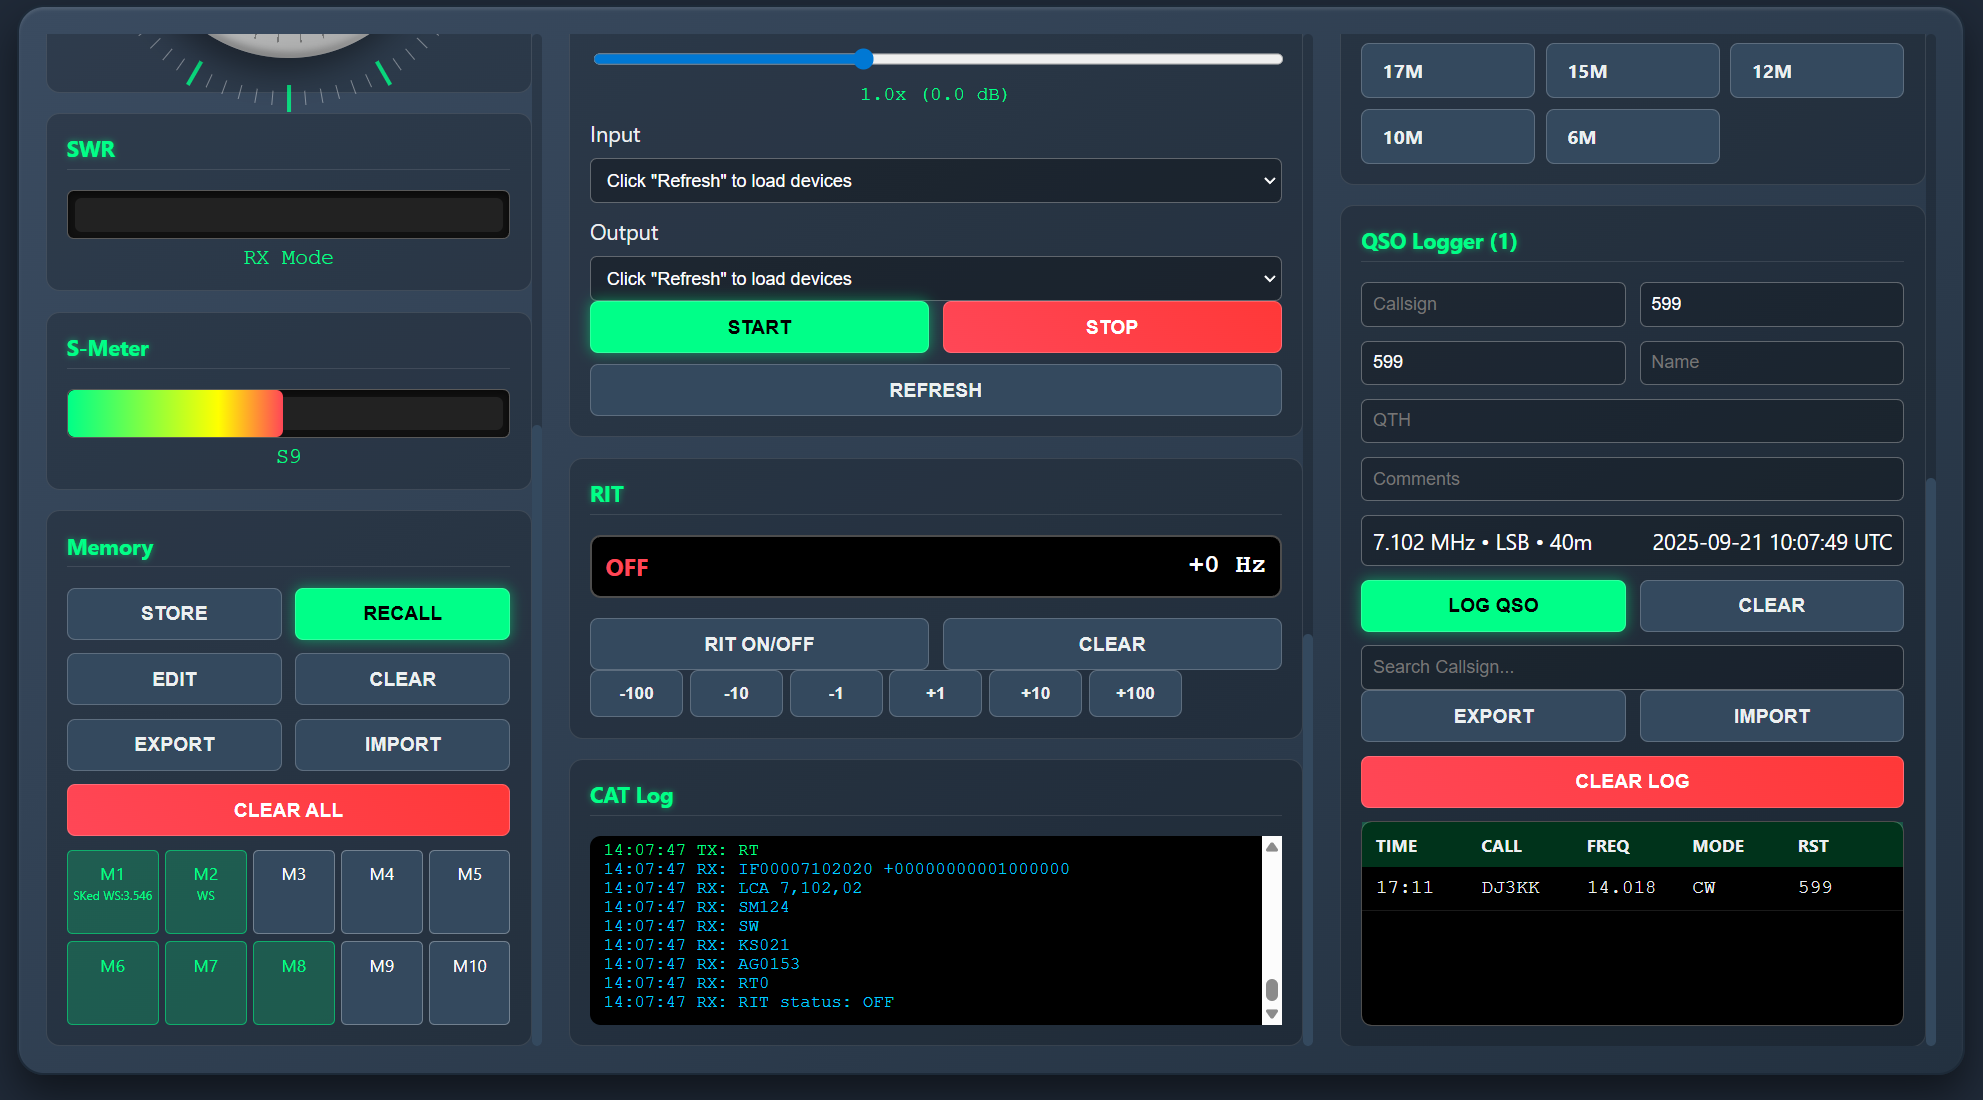 SWR
RX Mode
S-Meter
S9
Memory
STORE
RECALL
EDIT
CLEAR
EXPORT
IMPORT
CLEAR ALL
M1
SKed WS:3.546
M2
WS
M3
M4
M5
M6
M7
M8
M9
M10
1.0x (0.0 dB)
Input
Click "Refresh" to load devices
Output
Click "Refresh" to load devices
START
STOP
REFRESH
RIT
OFF
+0 Hz
RIT ON/OFF
CLEAR
-100
-10
-1
+1
+10
+100
CAT Log
14:07:47 TX: RT
14:07:47 RX: IF00007102020 +00000000001000000
14:07:47 RX: LCA 7,102,02
14:07:47 RX: SM124
14:07:47 RX: SW
14:07:47 RX: KS021
14:07:47 RX: AG0153
14:07:47 RX: RT0
14:07:47 RX: RIT status: OFF
17M
15M
12M
10M
6M
QSO Logger (1)
Callsign
599
599
Name
QTH
Comments
7.102 MHz • LSB • 40m
2025-09-21 10:07:49 UTC
LOG QSO
CLEAR
Search Callsign...
EXPORT
IMPORT
CLEAR LOG
TIME CALL FREQ MODE RST
17:11 DJ3KK 14.018 CW 599